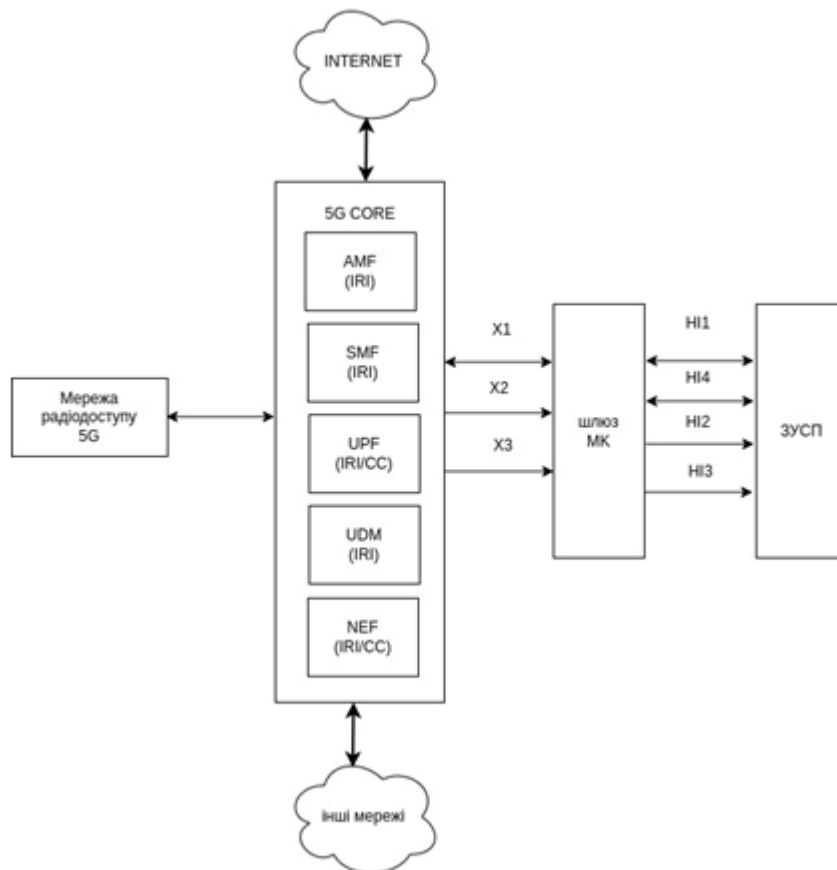 INTERNET
5G CORE
AMF
(IRI)
SMF
(IRI)
UPF
(IRI/CC)
UDM
(IRI)
NEF
(IRI/CC)
Мережа
радіодоступу
5G
X1
X2
X3
шлюз
МК
HI1
HI4
HI2
HI3
ЗУСП
інші мережі